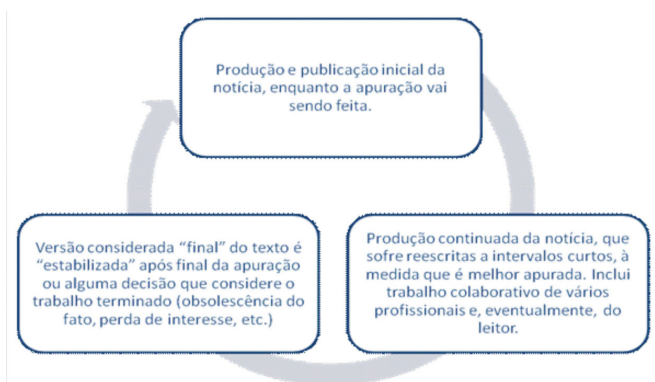 Produção e publicação inicial da
notícia, enquanto a apuração vai
sendo feita.
Produção continuada da notícia, que
sofre reescritas a intervalos curtos, à
medida que é melhor apurada. Inclui
trabalho colaborativo de vários
profissionais e, eventualmente, do
leitor.
Versão considerada “final” do texto é
“estabilizada” após final da apuração
ou alguma decisão que considere o
trabalho terminado (obsolescência do
fato, perda de interesse, etc.)